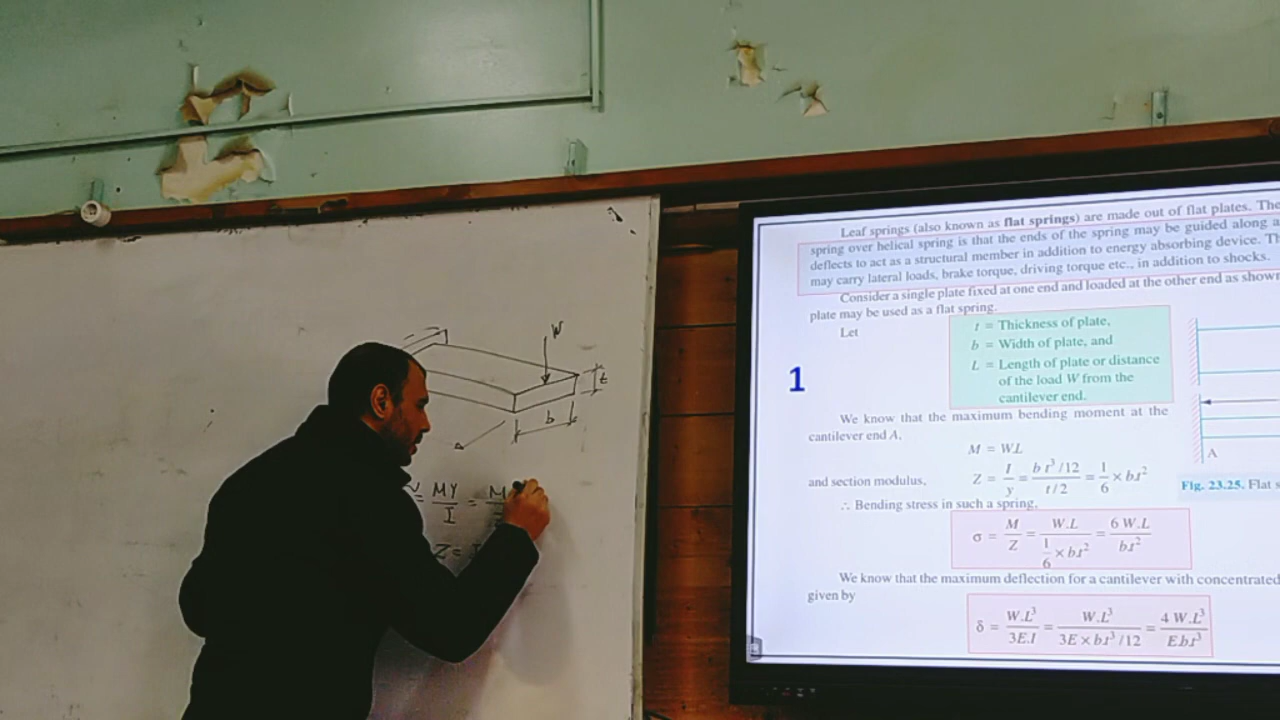 W
t
b
MY/I = M
Z = I
Leaf springs (also known as flat springs) are made out of flat plates. The
spring over helical spring is that the ends of the spring may be guided along a
deflects to act as a structural member in addition to energy absorbing device. Th
may carry lateral loads, brake torque, driving torque etc., in addition to shocks.
Consider a single plate fixed at one end and loaded at the other end as shown
plate may be used as a flat spring.
Let
t = Thickness of plate,
b = Width of plate, and
L = Length of plate or distance
of the load W from the
cantilever end.
1
We know that the maximum bending moment at the
cantilever end A,
M = W.L
and section modulus, Z = I/y = b t³/12 / t/2 = 1/6 × b.t²
∴ Bending stress in such a spring,
σ = M/Z = W.L / 1/6 × b.t² = 6 W.L / b.t²
We know that the maximum deflection for a cantilever with concentrated
given by
δ = W.L³/3E.I = W.L³ / 3E × b.t³/12 = 4 W.L³ / E.b.t³
A
Fig. 23.25. Flat s